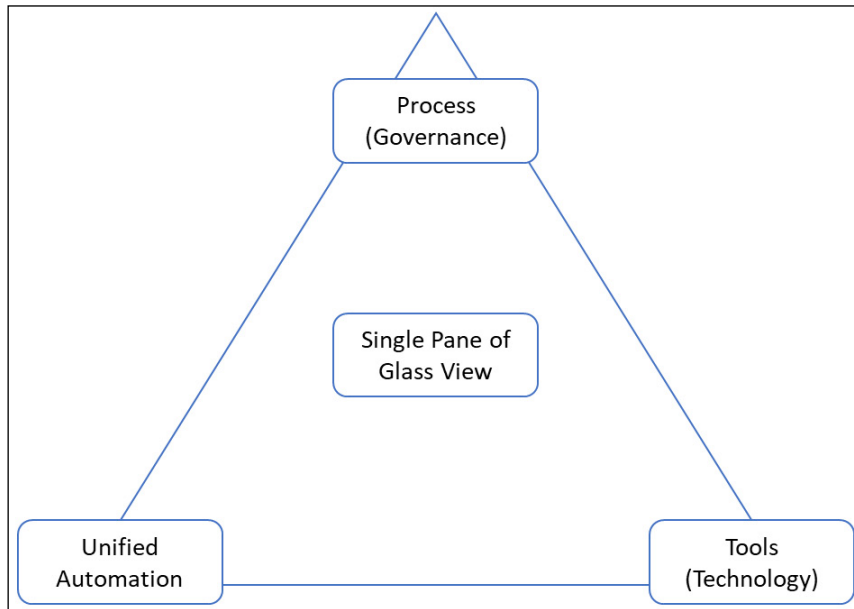 Process
(Governance)
Single Pane of
Glass View
Unified
Automation
Tools
(Technology)